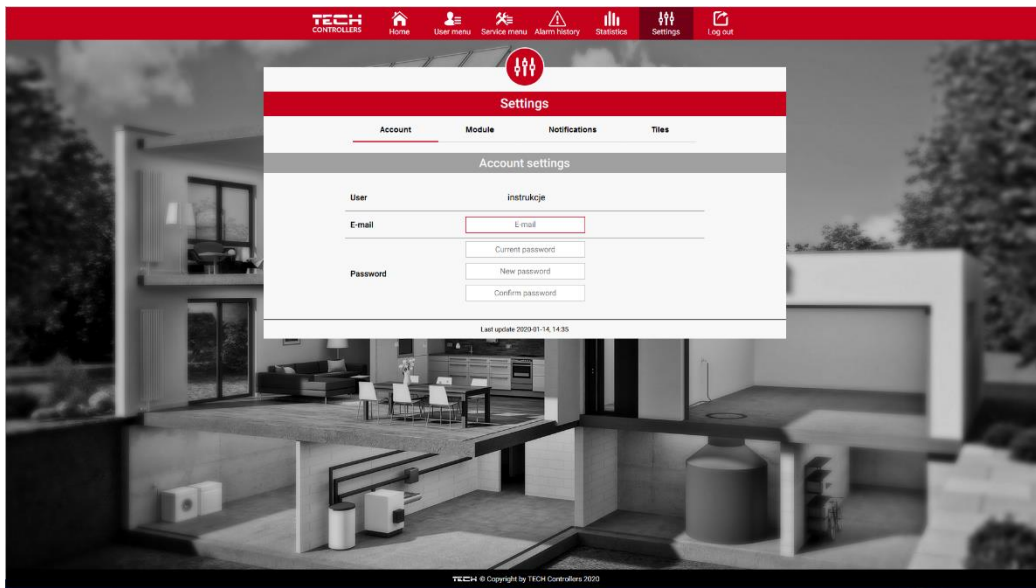 TECH
CONTROLLERS
Home
User menu
Service menu
Alarm history
Statistics
Settings
Log out
Settings
Account Module Notifications Tiles
Account settings
User instrukcje
E-mail E-mail
Current password
Password New password
Confirm password
Last update 2020-01-14, 14:35
TECH © Copyright by TECH Controllers 2020